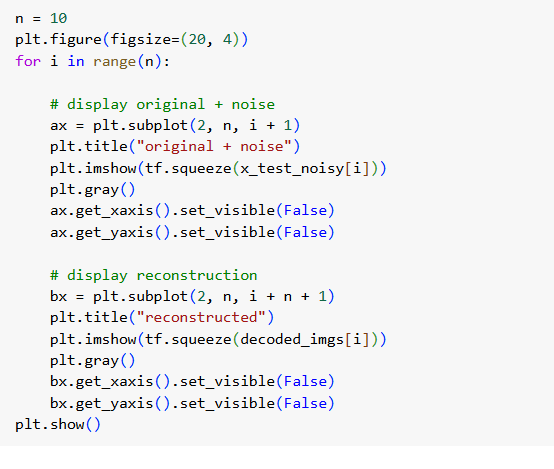 n = 10
plt.figure(figsize=(20, 4))
for i in range(n):

    # display original + noise
    ax = plt.subplot(2, n, i + 1)
    plt.title("original + noise")
    plt.imshow(tf.squeeze(x_test_noisy[i]))
    plt.gray()
    ax.get_xaxis().set_visible(False)
    ax.get_yaxis().set_visible(False)

    # display reconstruction
    bx = plt.subplot(2, n, i + n + 1)
    plt.title("reconstructed")
    plt.imshow(tf.squeeze(decoded_imgs[i]))
    plt.gray()
    bx.get_xaxis().set_visible(False)
    bx.get_yaxis().set_visible(False)
plt.show()